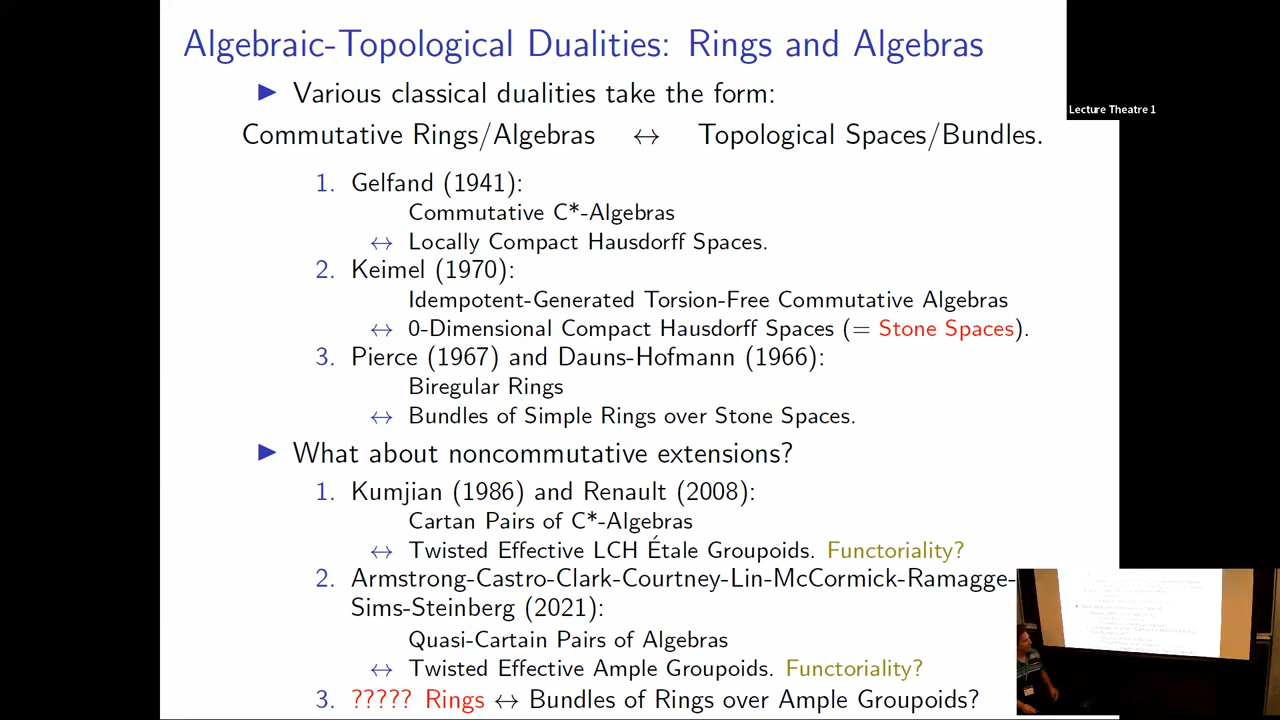 Algebraic-Topological Dualities: Rings and Algebras
▶ Various classical dualities take the form:
Commutative Rings/Algebras ↔ Topological Spaces/Bundles.
1. Gelfand (1941):
Commutative C*-Algebras
↔ Locally Compact Hausdorff Spaces.
2. Keimel (1970):
Idempotent-Generated Torsion-Free Commutative Algebras
↔ 0-Dimensional Compact Hausdorff Spaces (= Stone Spaces).
3. Pierce (1967) and Dauns-Hofmann (1966):
Biregular Rings
↔ Bundles of Simple Rings over Stone Spaces.
▶ What about noncommutative extensions?
1. Kumjian (1986) and Renault (2008):
Cartan Pairs of C*-Algebras
↔ Twisted Effective LCH Étale Groupoids. Functoriality?
2. Armstrong-Castro-Clark-Courtney-Lin-McCormick-Ramagge-
Sims-Steinberg (2021):
Quasi-Cartan Pairs of Algebras
↔ Twisted Effective Ample Groupoids. Functoriality?
3. ????? Rings ↔ Bundles of Rings over Ample Groupoids?
Lecture Theatre 1